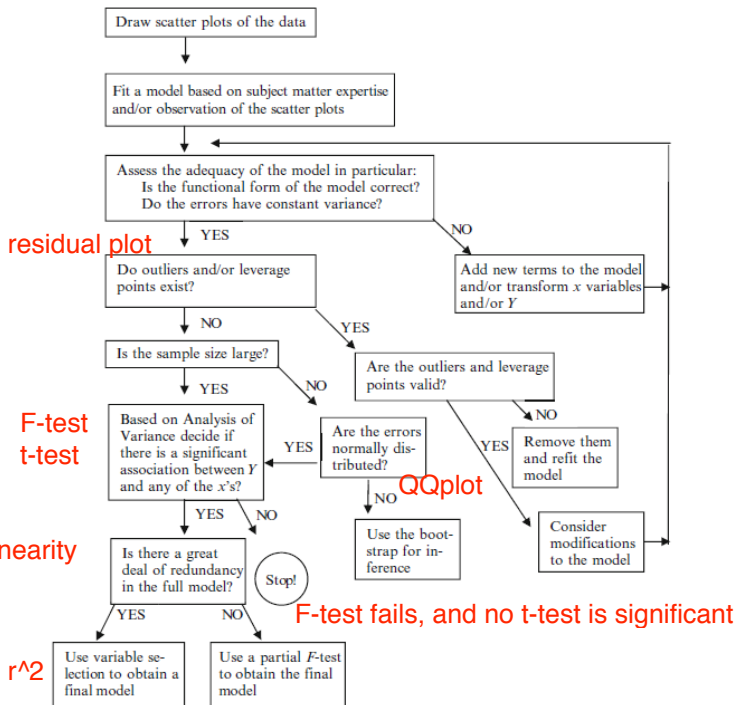 Draw scatter plots of the data
Fit a model based on subject matter expertise
and/or observation of the scatter plots
Assess the adequacy of the model in particular:
Is the functional form of the model correct?
Do the errors have constant variance?
YES
NO
residual plot
Do outliers and/or leverage
points exist?
Add new terms to the model
and/or transform x variables
and/or Y
NO
YES
Is the sample size large?
Are the outliers and leverage
points valid?
YES
NO
NO
F-test
t-test
Based on Analysis of
Variance decide if
there is a significant
association between Y
and any of the x's?
YES
Are the errors
normally dis-
tributed?
YES
Remove them
and refit the
model
QQplot
NO
YES
NO
Use the boot-
strap for in-
ference
Consider
modifications
to the model
nearity
Is there a great
deal of redundancy
in the full model?
Stop!
F-test fails, and no t-test is significant
YES
NO
r^2
Use variable se-
lection to obtain a
final model
Use a partial F-test
to obtain the final
model